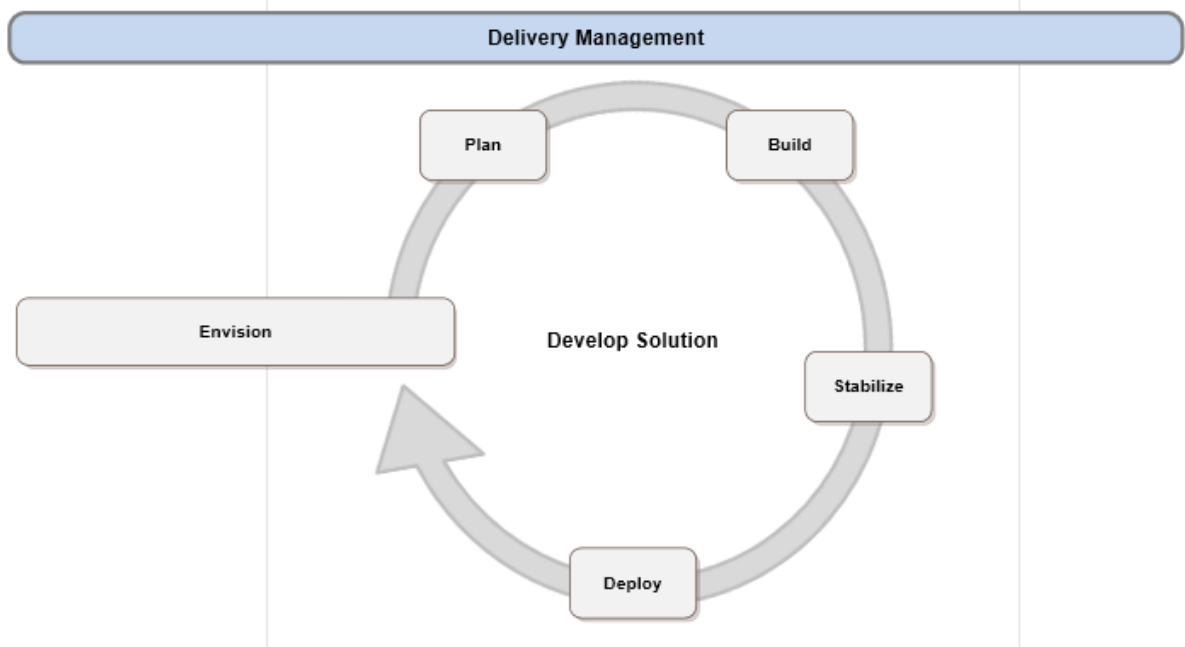 Delivery Management
Plan
Build
Envision
Develop Solution
Stabilize
Deploy